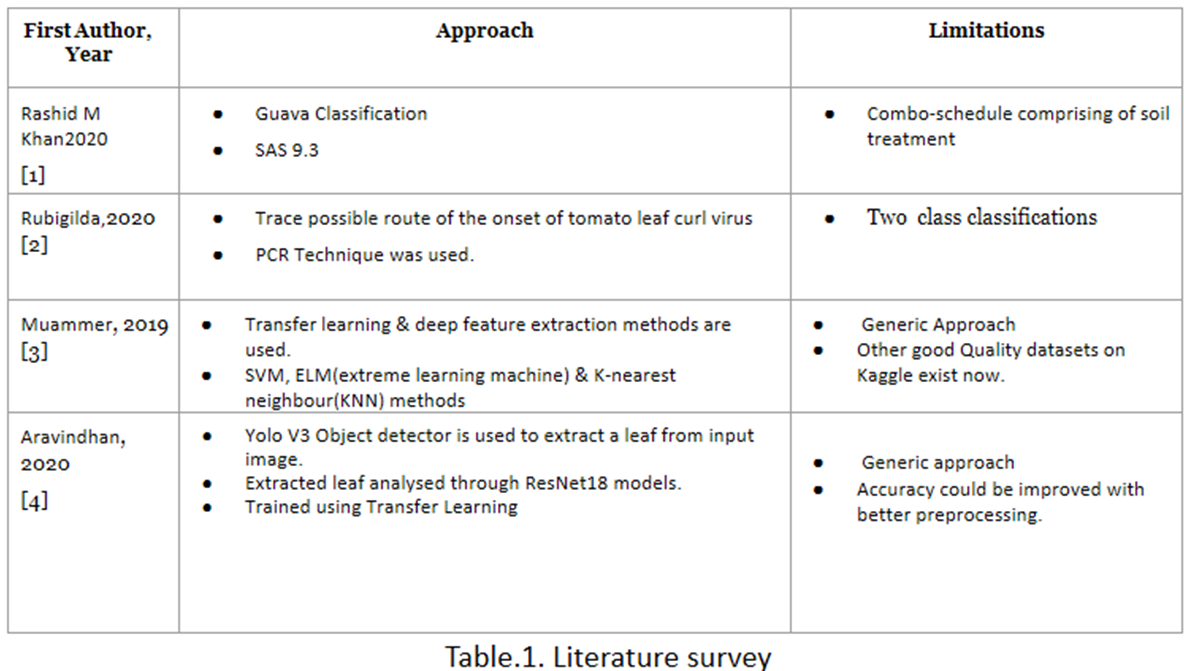 First Author,
Year
Approach
Limitations
Rashid M
Khan2020
[1]
● Guava Classification
● SAS 9.3
● Combo-schedule comprising of soil
treatment
Rubigilda,2020
[2]
● Trace possible route of the onset of tomato leaf curl virus
● PCR Technique was used.
● Two class classifications
Muammer, 2019
[3]
● Transfer learning & deep feature extraction methods are
used.
● SVM, ELM(extreme learning machine) & K-nearest
neighbour(KNN) methods
● Generic Approach
● Other good Quality datasets on
Kaggle exist now.
Aravindhan,
2020
[4]
● Yolo V3 Object detector is used to extract a leaf from input
image.
● Extracted leaf analysed through ResNet18 models.
● Trained using Transfer Learning
● Generic approach
● Accuracy could be improved with
better preprocessing.
Table.1. Literature survey